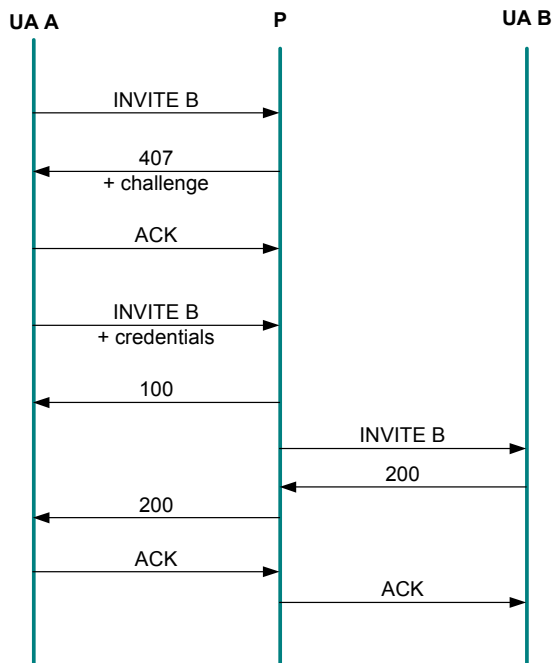 UA A
P
UA B
INVITE B
407
+ challenge
ACK
INVITE B
+ credentials
100
INVITE B
200
200
ACK
ACK